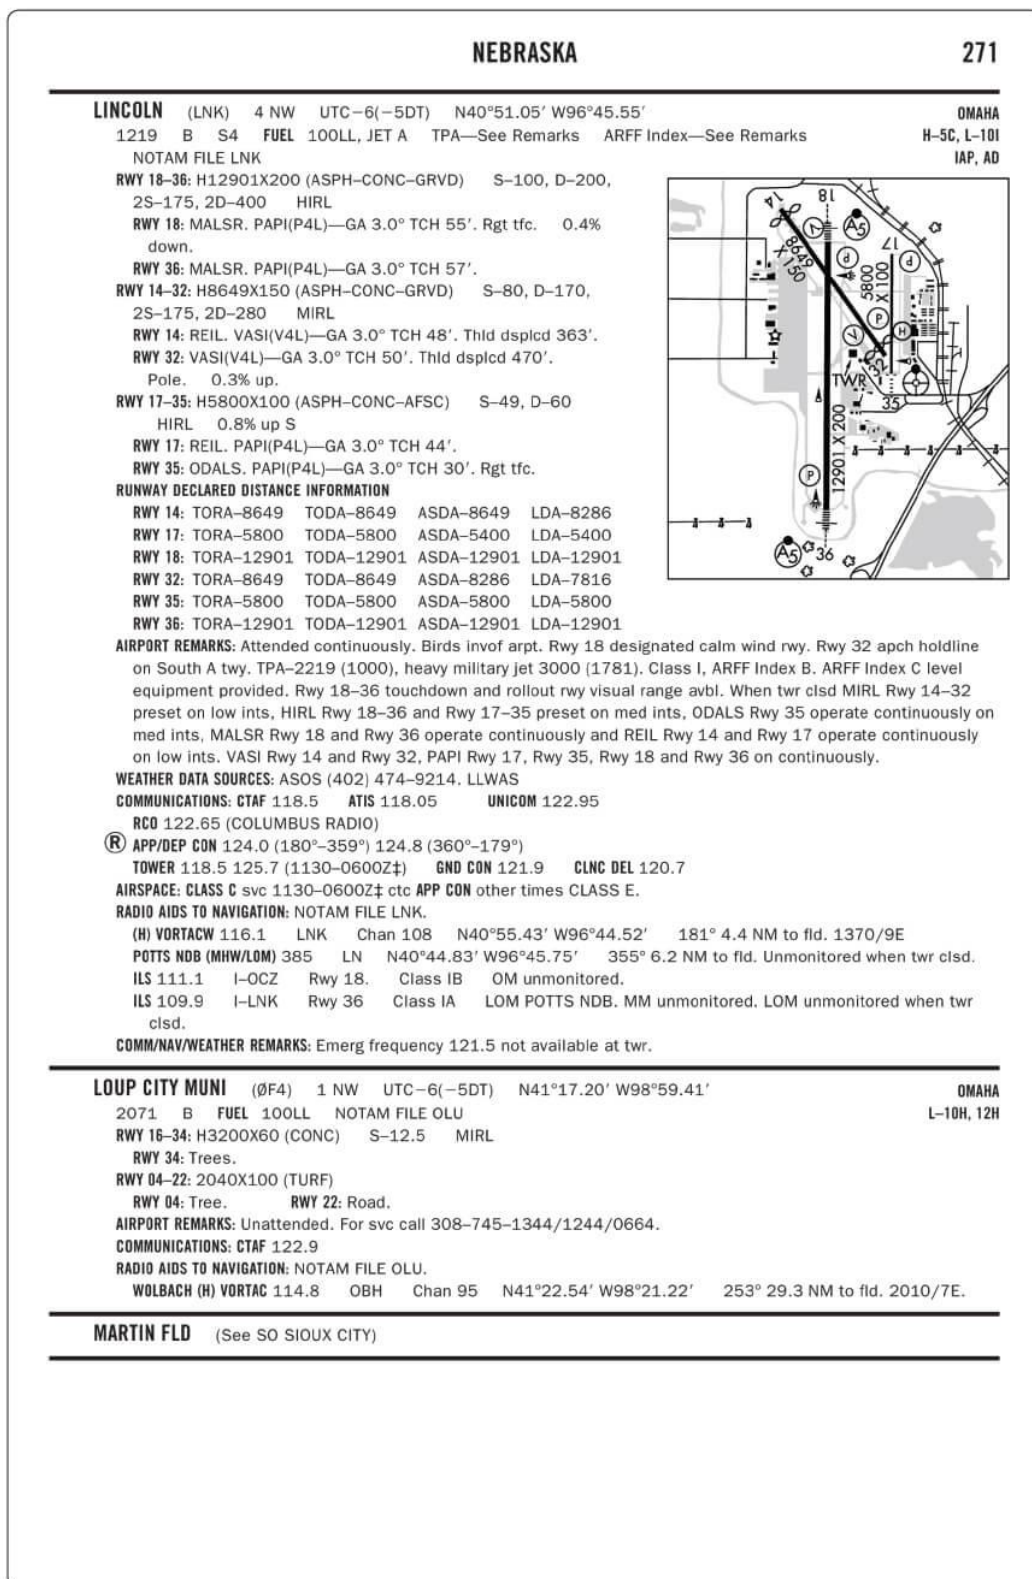 NEBRASKA 271
LINCOLN (LNK) 4 NW UTC−6(−5DT) N40°51.05′ W96°45.55′ OMAHA
1219 B S4 FUEL 100LL, JET A TPA—See Remarks ARFF Index—See Remarks H–5C, L–10I
NOTAM FILE LNK IAP, AD
RWY 18–36: H12901X200 (ASPH–CONC–GRVD) S–100, D–200,
2S–175, 2D–400 HIRL
RWY 18: MALSR. PAPI(P4L)—GA 3.0° TCH 55′. Rgt tfc. 0.4%
down.
RWY 36: MALSR. PAPI(P4L)—GA 3.0° TCH 57′.
RWY 14–32: H8649X150 (ASPH–CONC–GRVD) S–80, D–170,
2S–175, 2D–280 MIRL
RWY 14: REIL. VASI(V4L)—GA 3.0° TCH 48′. Thld dsplcd 363′.
RWY 32: VASI(V4L)—GA 3.0° TCH 50′. Thld dsplcd 470′.
Pole. 0.3% up.
RWY 17–35: H5800X100 (ASPH–CONC–AFSC) S–49, D–60
HIRL 0.8% up S
RWY 17: REIL. PAPI(P4L)—GA 3.0° TCH 44′.
RWY 35: ODALS. PAPI(P4L)—GA 3.0° TCH 30′. Rgt tfc.
RUNWAY DECLARED DISTANCE INFORMATION
RWY 14: TORA–8649 TODA–8649 ASDA–8649 LDA–8286
RWY 17: TORA–5800 TODA–5800 ASDA–5400 LDA–5400
RWY 18: TORA–12901 TODA–12901 ASDA–12901 LDA–12901
RWY 32: TORA–8649 TODA–8649 ASDA–8286 LDA–7816
RWY 35: TORA–5800 TODA–5800 ASDA–5800 LDA–5800
RWY 36: TORA–12901 TODA–12901 ASDA–12901 LDA–12901
14
18
A5
V
17
P
P
8649 X 150
5800 X 100
P
V
H
32
TWR
35
12901 X 200
P
A5
36
AIRPORT REMARKS: Attended continuously. Birds invof arpt. Rwy 18 designated calm wind rwy. Rwy 32 apch holdline
on South A twy. TPA–2219 (1000), heavy military jet 3000 (1781). Class I, ARFF Index B. ARFF Index C level
equipment provided. Rwy 18–36 touchdown and rollout rwy visual range avbl. When twr clsd MIRL Rwy 14–32
preset on low ints, HIRL Rwy 18–36 and Rwy 17–35 preset on med ints, ODALS Rwy 35 operate continuously on
med ints, MALSR Rwy 18 and Rwy 36 operate continuously and REIL Rwy 14 and Rwy 17 operate continuously
on low ints. VASI Rwy 14 and Rwy 32, PAPI Rwy 17, Rwy 35, Rwy 18 and Rwy 36 on continuously.
WEATHER DATA SOURCES: ASOS (402) 474–9214. LLWAS
COMMUNICATIONS: CTAF 118.5 ATIS 118.05 UNICOM 122.95
RCO 122.65 (COLUMBUS RADIO)
Ⓡ APP/DEP CON 124.0 (180°–359°) 124.8 (360°–179°)
TOWER 118.5 125.7 (1130–0600Z‡) GND CON 121.9 CLNC DEL 120.7
AIRSPACE: CLASS C svc 1130–0600Z‡ ctc APP CON other times CLASS E.
RADIO AIDS TO NAVIGATION: NOTAM FILE LNK.
(H) VORTACW 116.1 LNK Chan 108 N40°55.43′ W96°44.52′ 181° 4.4 NM to fld. 1370/9E
POTTS NDB (MHW/LOM) 385 LN N40°44.83′ W96°45.75′ 355° 6.2 NM to fld. Unmonitored when twr clsd.
ILS 111.1 I–OCZ Rwy 18. Class IB OM unmonitored.
ILS 109.9 I–LNK Rwy 36 Class IA LOM POTTS NDB. MM unmonitored. LOM unmonitored when twr
clsd.
COMM/NAV/WEATHER REMARKS: Emerg frequency 121.5 not available at twr.
LOUP CITY MUNI (ØF4) 1 NW UTC−6(−5DT) N41°17.20′ W98°59.41′ OMAHA
2071 B FUEL 100LL NOTAM FILE OLU L–10H, 12H
RWY 16–34: H3200X60 (CONC) S–12.5 MIRL
RWY 34: Trees.
RWY 04–22: 2040X100 (TURF)
RWY 04: Tree. RWY 22: Road.
AIRPORT REMARKS: Unattended. For svc call 308–745–1344/1244/0664.
COMMUNICATIONS: CTAF 122.9
RADIO AIDS TO NAVIGATION: NOTAM FILE OLU.
WOLBACH (H) VORTAC 114.8 OBH Chan 95 N41°22.54′ W98°21.22′ 253° 29.3 NM to fld. 2010/7E.
MARTIN FLD (See SO SIOUX CITY)